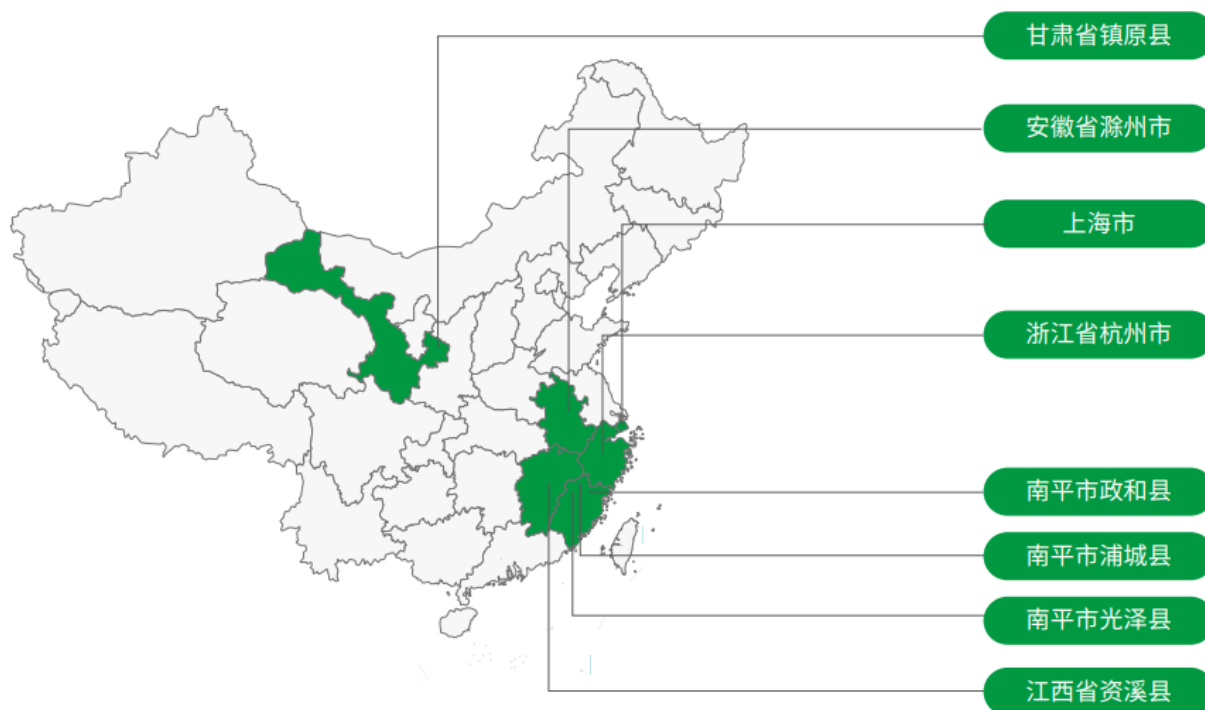 甘肃省镇原县
安徽省滁州市
上海市
浙江省杭州市
南平市政和县
南平市浦城县
南平市光泽县
江西省资溪县